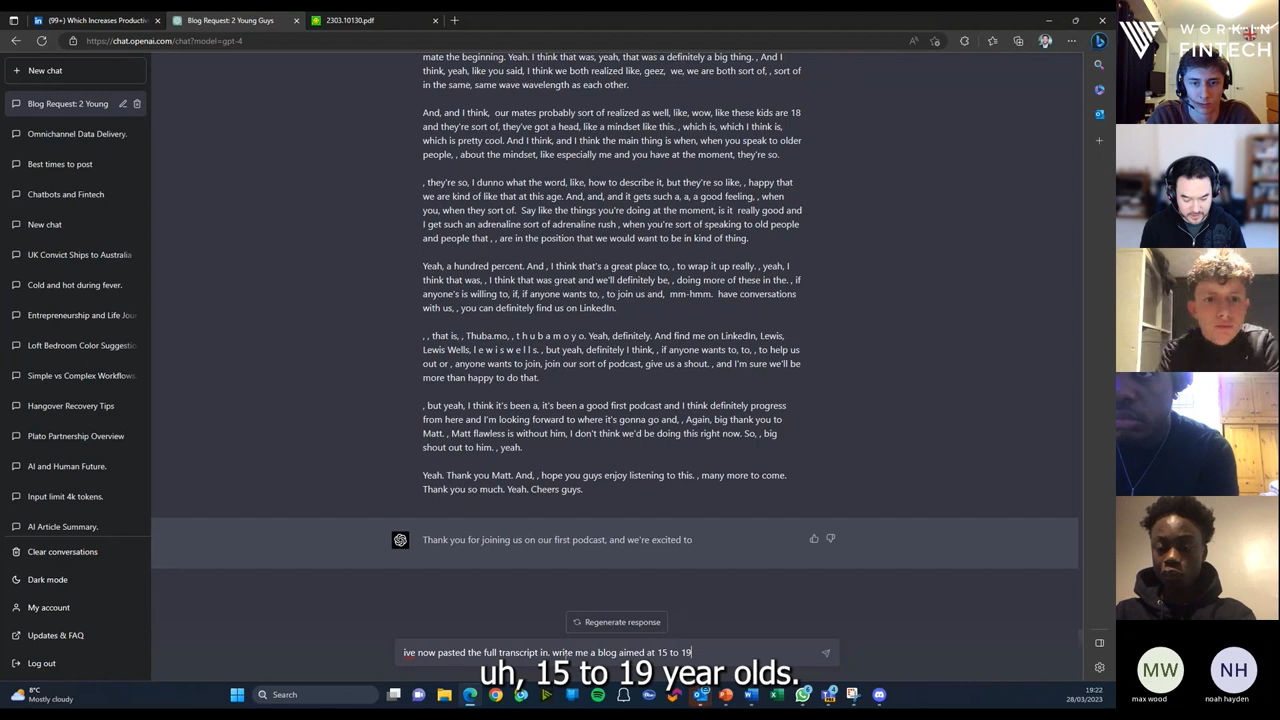 (99+) Which Increases Productiv
Blog Request: 2 Young Guys
2303.10130.pdf
https://chat.openai.com/chat?model=gpt-4
WORK IN
FINTECH
New chat
Blog Request: 2 Young
Omnichannel Data Delivery.
Best times to post
Chatbots and Fintech
New chat
UK Convict Ships to Australia
Cold and hot during fever.
Entrepreneurship and Life Jour
Loft Bedroom Color Suggestio
Simple vs Complex Workflows.
Hangover Recovery Tips
Plato Partnership Overview
AI and Human Future.
Input limit 4k tokens.
AI Article Summary.
Clear conversations
Dark mode
My account
Updates & FAQ
Log out
mate the beginning. Yeah. I think that was, yeah, that was a definitely a big thing. , And I
think, yeah, like you said, I think we both realized like, geez, we, we are both sort of, , sort of
in the same, same wave wavelength as each other.
And, and I think, our mates probably sort of realized as well, like, wow, like these kids are 18
and they're sort of, they've got a head, like a mindset like this. , which is, which I think is,
which is pretty cool. And I think, and I think the main thing is when, when you speak to older
people, , about the mindset, like especially me and you have at the moment, they're so.
, they're so, I dunno what the word, like, how to describe it, but they're so like, , happy that
we are kind of like that at this age. And, and, and it gets such a, a, a good feeling, , when
you, when they sort of. Say like the things you're doing at the moment, is it really good and
I get such an adrenaline sort of adrenaline rush , when you're sort of speaking to old people
and people that , , are in the position that we would want to be in kind of thing.
Yeah, a hundred percent. And , I think that's a great place to, , to wrap it up really. , yeah, I
think that was, , I think that was great and we'll definitely be, , doing more of these in the. , if
anyone's is willing to, if, if anyone wants to, , to join us and, mm-hmm. have conversations
with us, , you can definitely find us on LinkedIn.
, , that is, , Thuba.mo, , t h u b a m o y o. Yeah, definitely. And find me on LinkedIn, Lewis,
Lewis Wells, l e w i s w e l l s. , but yeah, definitely I think, , if anyone wants to, to, , to help us
out or , anyone wants to join, join our sort of podcast, give us a shout. , and I'm sure we'll be
more than happy to do that.
, but yeah, I think it's been a, it's been a good first podcast and I think definitely progress
from here and I'm looking forward to where it's gonna go and, , Again, big thank you to
Matt. , Matt flawless is without him, I don't think we'd be doing this right now. So, , big
shout out to him. , yeah.
Yeah. Thank you Matt. And, , hope you guys enjoy listening to this. , many more to come.
Thank you so much. Yeah. Cheers guys.
Thank you for joining us on our first podcast, and we're excited to
Regenerate response
ive now pasted the full transcript in. write me a blog aimed at 15 to 19
uh, 15 to 19 year olds.
8°C
Mostly cloudy
Search
19:22
28/03/2023
MW
max wood
NH
noah hayden